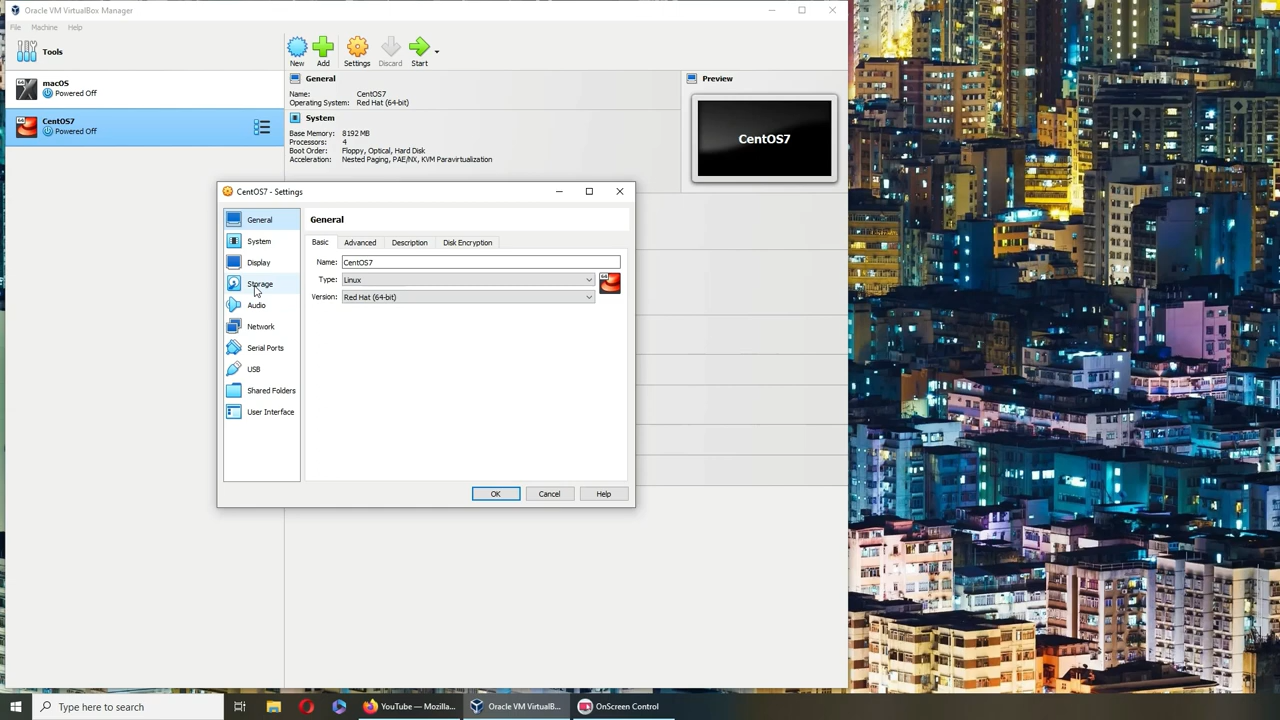 Oracle VM VirtualBox Manager
File Machine Help
Tools
New Add Settings Discard Start
macOS
Powered Off
CentOS7
Powered Off
General
Name: CentOS7
Operating System: Red Hat (64-bit)
System
Base Memory: 8192 MB
Processors: 4
Boot Order: Floppy, Optical, Hard Disk
Acceleration: Nested Paging, PAE/NX, KVM Paravirtualization
Preview
CentOS7
CentOS7 - Settings
General
System
Display
Storage
Audio
Network
Serial Ports
USB
Shared Folders
User Interface
General
Basic Advanced Description Disk Encryption
Name: CentOS7
Type: Linux
Version: Red Hat (64-bit)
OK Cancel Help
Type here to search
YouTube — Mozilla...
Oracle VM VirtualB...
OnScreen Control